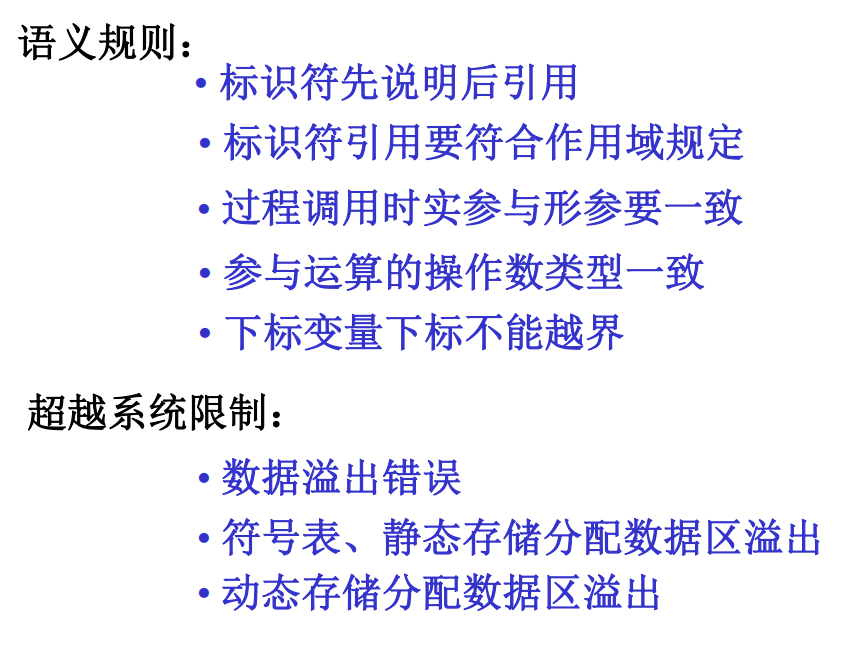 语义规则：
• 标识符先说明后引用
• 标识符引用要符合作用域规定
• 过程调用时实参与形参要一致
• 参与运算的操作数类型一致
• 下标变量下标不能越界
超越系统限制：
• 数据溢出错误
• 符号表、静态存储分配数据区溢出
• 动态存储分配数据区溢出